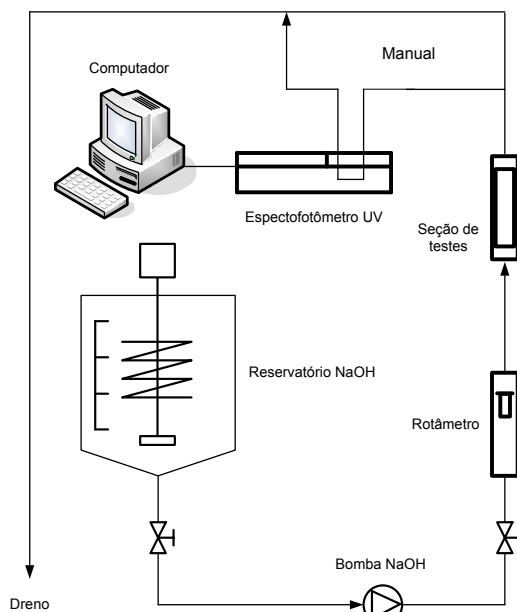 Manual
Computador
Espectofotômetro UV
Seção de
testes
Reservatório NaOH
Rotâmetro
Bomba NaOH
Dreno